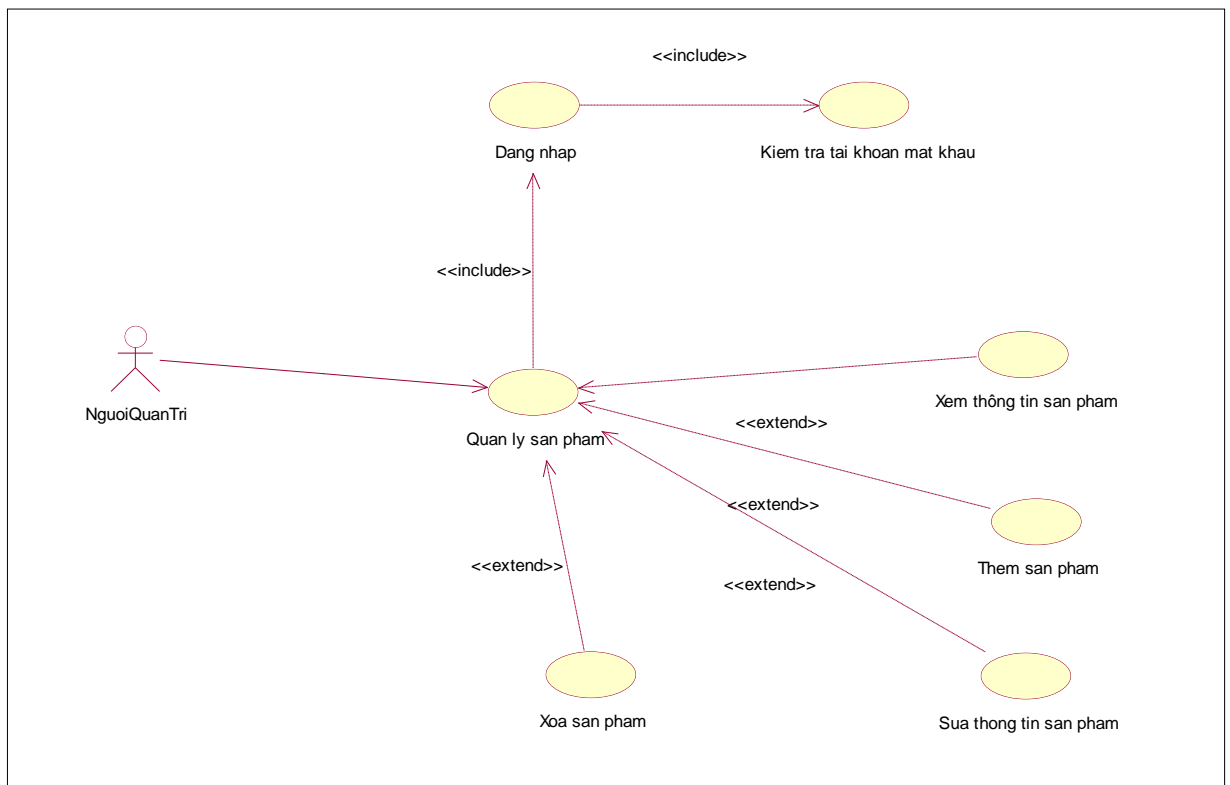 <<include>>
Dang nhap
Kiem tra tai khoan mat khau
<<include>>
NguoiQuanTri
Xem thông tin san pham
<<extend>>
Quan ly san pham
<<extend>>
<<extend>>
Them san pham
<<extend>>
Xoa san pham
Sua thong tin san pham